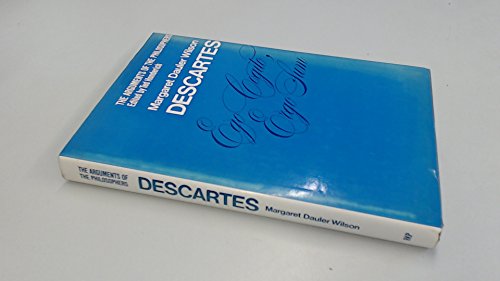 THE ARGUMENTS OF THE PHILOSOPHERS
Edited by Ted Honderich
Margaret Dauler Wilson
DESCARTES
Ego Cogito,
Ergo Sum
THE ARGUMENTS OF
THE PHILOSOPHERS
DESCARTES
Margaret Dauler Wilson
RKP